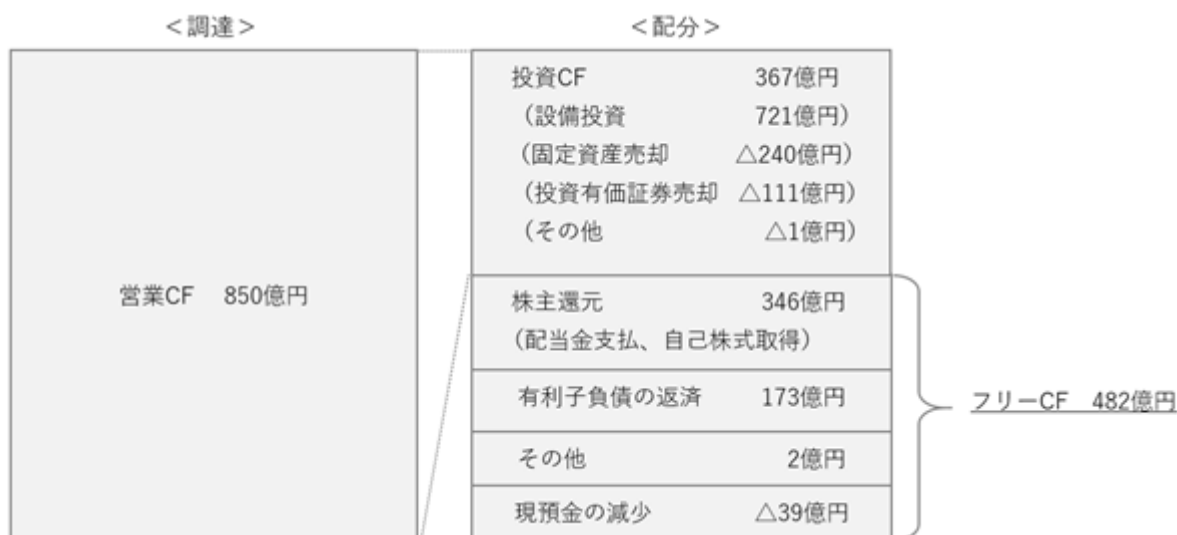 ＜調達＞
＜配分＞
営業CF 850億円
投資CF 367億円
（設備投資 721億円）
（固定資産売却 △240億円）
（投資有価証券売却 △111億円）
（その他 △1億円）
株主還元 346億円
（配当金支払、自己株式取得）
有利子負債の返済 173億円
その他 2億円
現預金の減少 △39億円
フリーCF 482億円